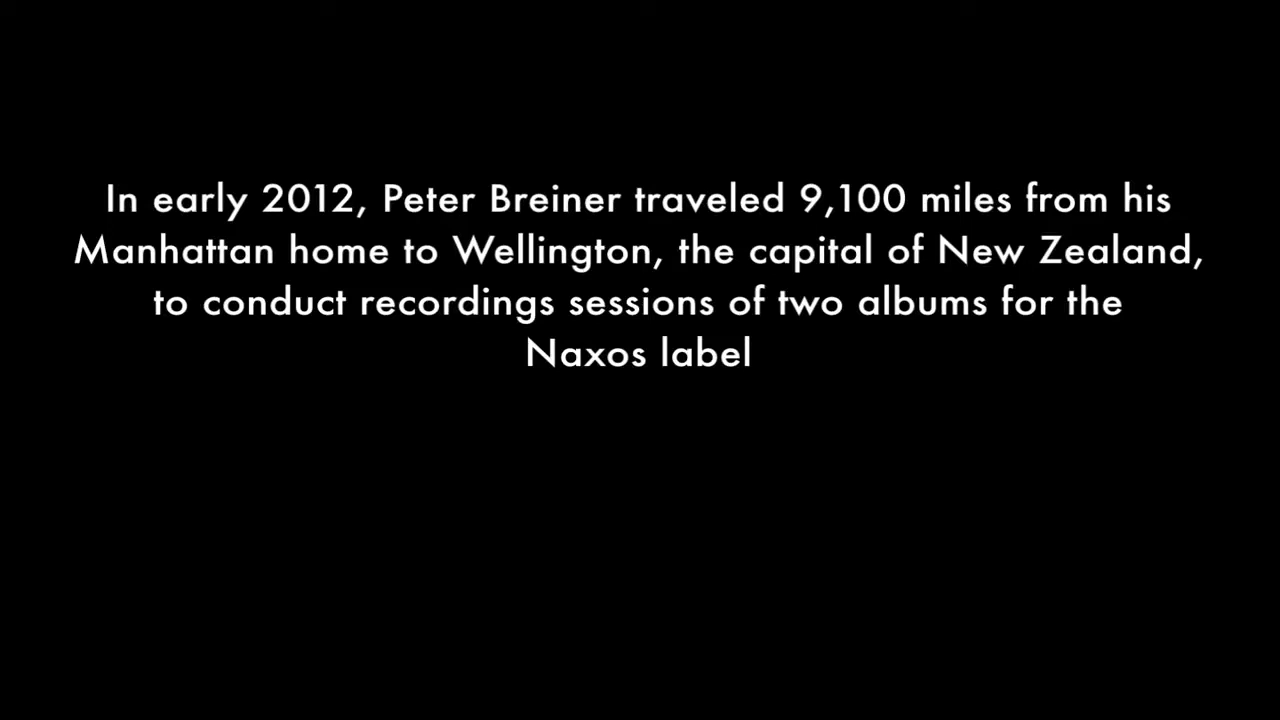 In early 2012, Peter Breiner traveled 9,100 miles from his
Manhattan home to Wellington, the capital of New Zealand,
to conduct recordings sessions of two albums for the
Naxos label